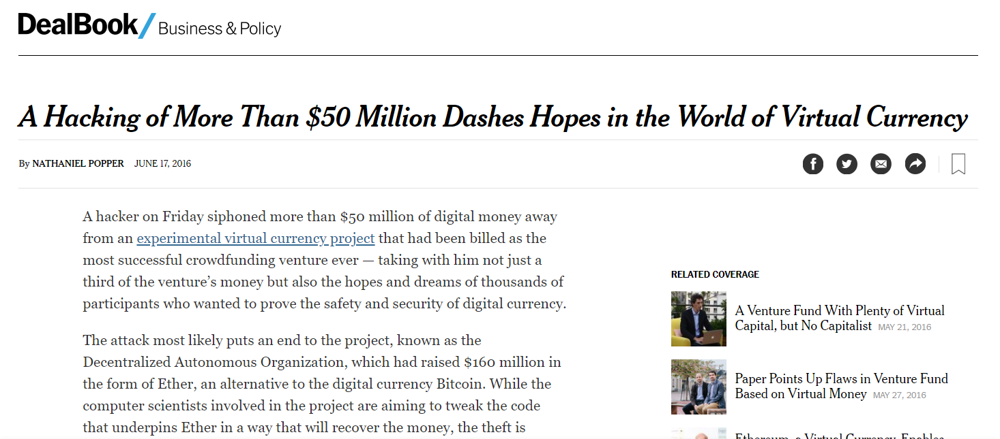 DealBook/ Business & Policy
A Hacking of More Than $50 Million Dashes Hopes in the World of Virtual Currency
By NATHANIEL POPPER JUNE 17, 2016
A hacker on Friday siphoned more than $50 million of digital money away
from an experimental virtual currency project that had been billed as the
most successful crowdfunding venture ever — taking with him not just a
third of the venture's money but also the hopes and dreams of thousands of
participants who wanted to prove the safety and security of digital currency.
The attack most likely puts an end to the project, known as the
Decentralized Autonomous Organization, which had raised $160 million in
the form of Ether, an alternative to the digital currency Bitcoin. While the
computer scientists involved in the project are aiming to tweak the code
that underpins Ether in a way that will recover the money, the theft is
RELATED COVERAGE
A Venture Fund With Plenty of Virtual
Capital, but No Capitalist MAY 21, 2016
Paper Points Up Flaws in Venture Fund
Based on Virtual Money MAY 27, 2016
Ethereum, a Virtual Currency, Enables